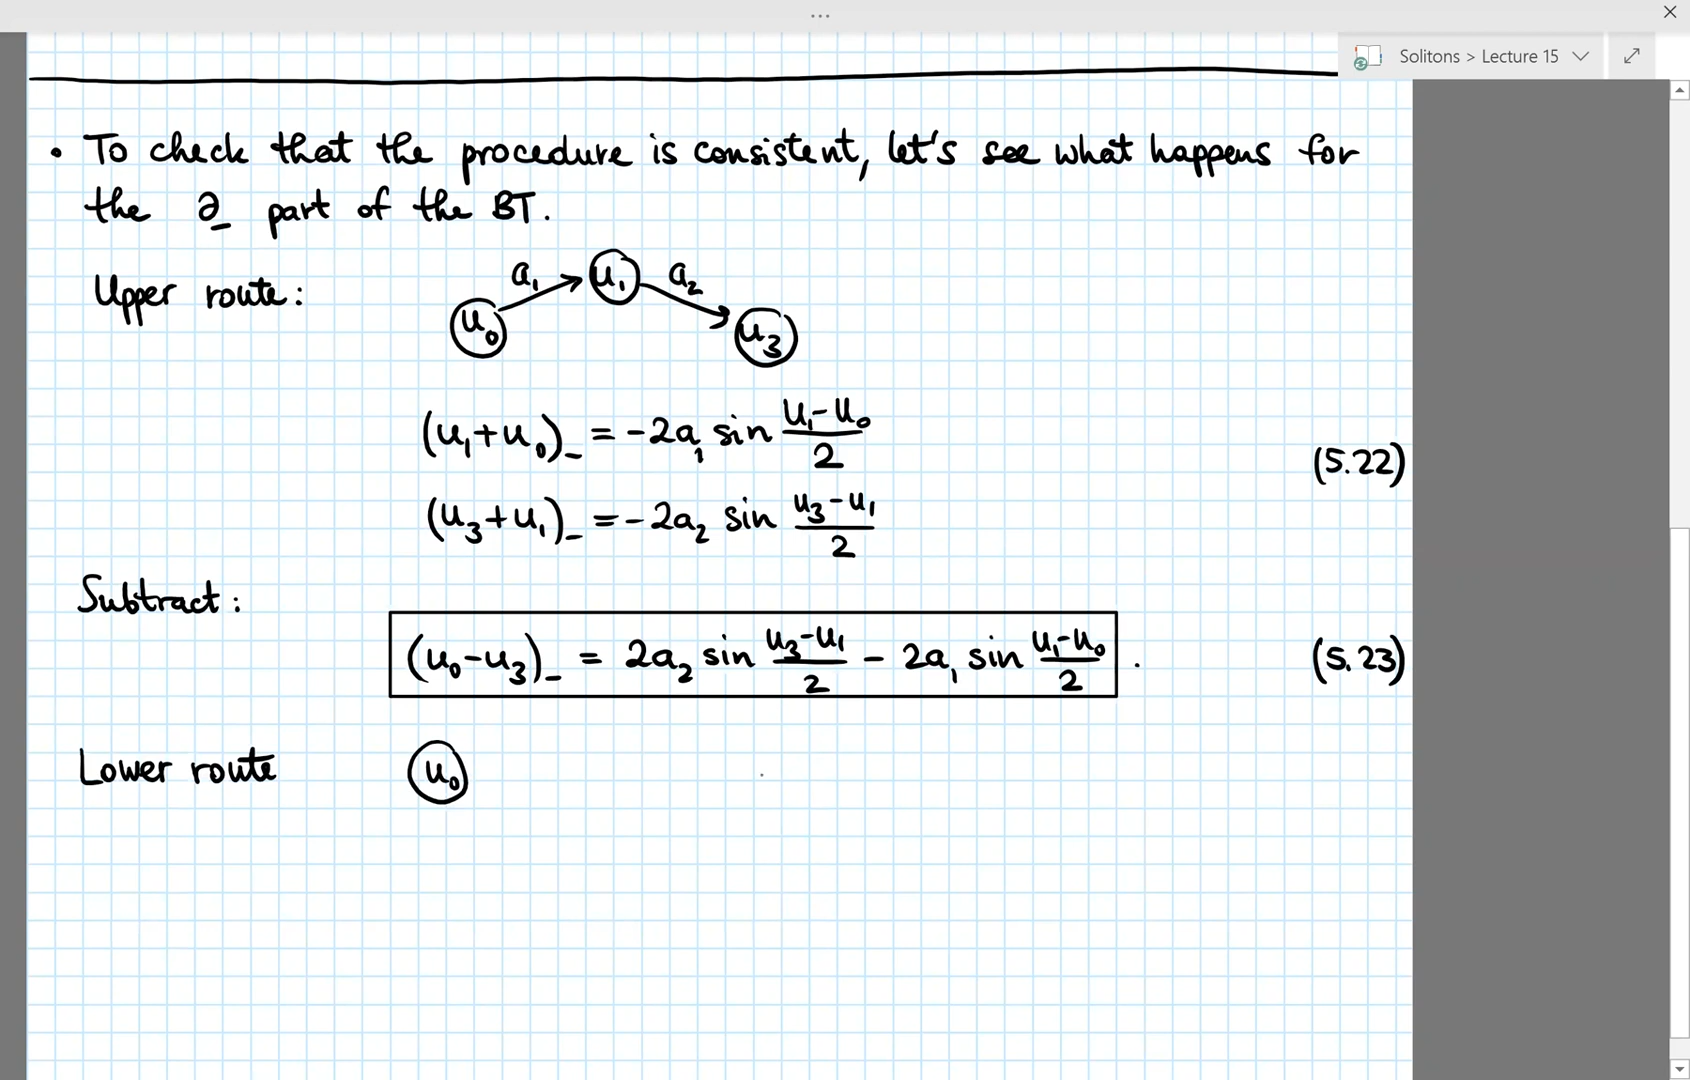 Solitons > Lecture 15
• To check that the procedure is consistent, let's see what happens for
the ∂₋ part of the BT.
Upper route: u₀ a₁ u₁ a₂ u₃
(u₁+u₀)₋ = -2a₁ sin (u₁-u₀)/2
(5.22)
(u₃+u₁)₋ = -2a₂ sin (u₃-u₁)/2
Subtract:
(u₀-u₃)₋ = 2a₂ sin (u₃-u₁)/2 - 2a₁ sin (u₁-u₀)/2 . (5.23)
Lower route u₀